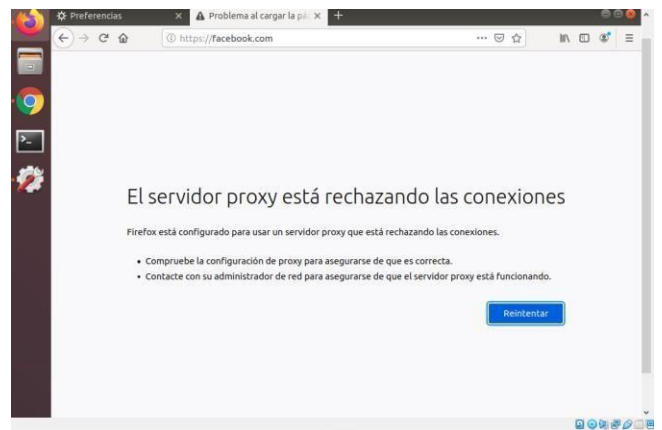 Preferencias
Problema al cargar la pá
https://facebook.com
El servidor proxy está rechazando las conexiones
Firefox está configurado para usar un servidor proxy que está rechazando las conexiones.
• Compruebe la configuración de proxy para asegurarse de que es correcta.
• Contacte con su administrador de red para asegurarse de que el servidor proxy está funcionando.
Reintentar